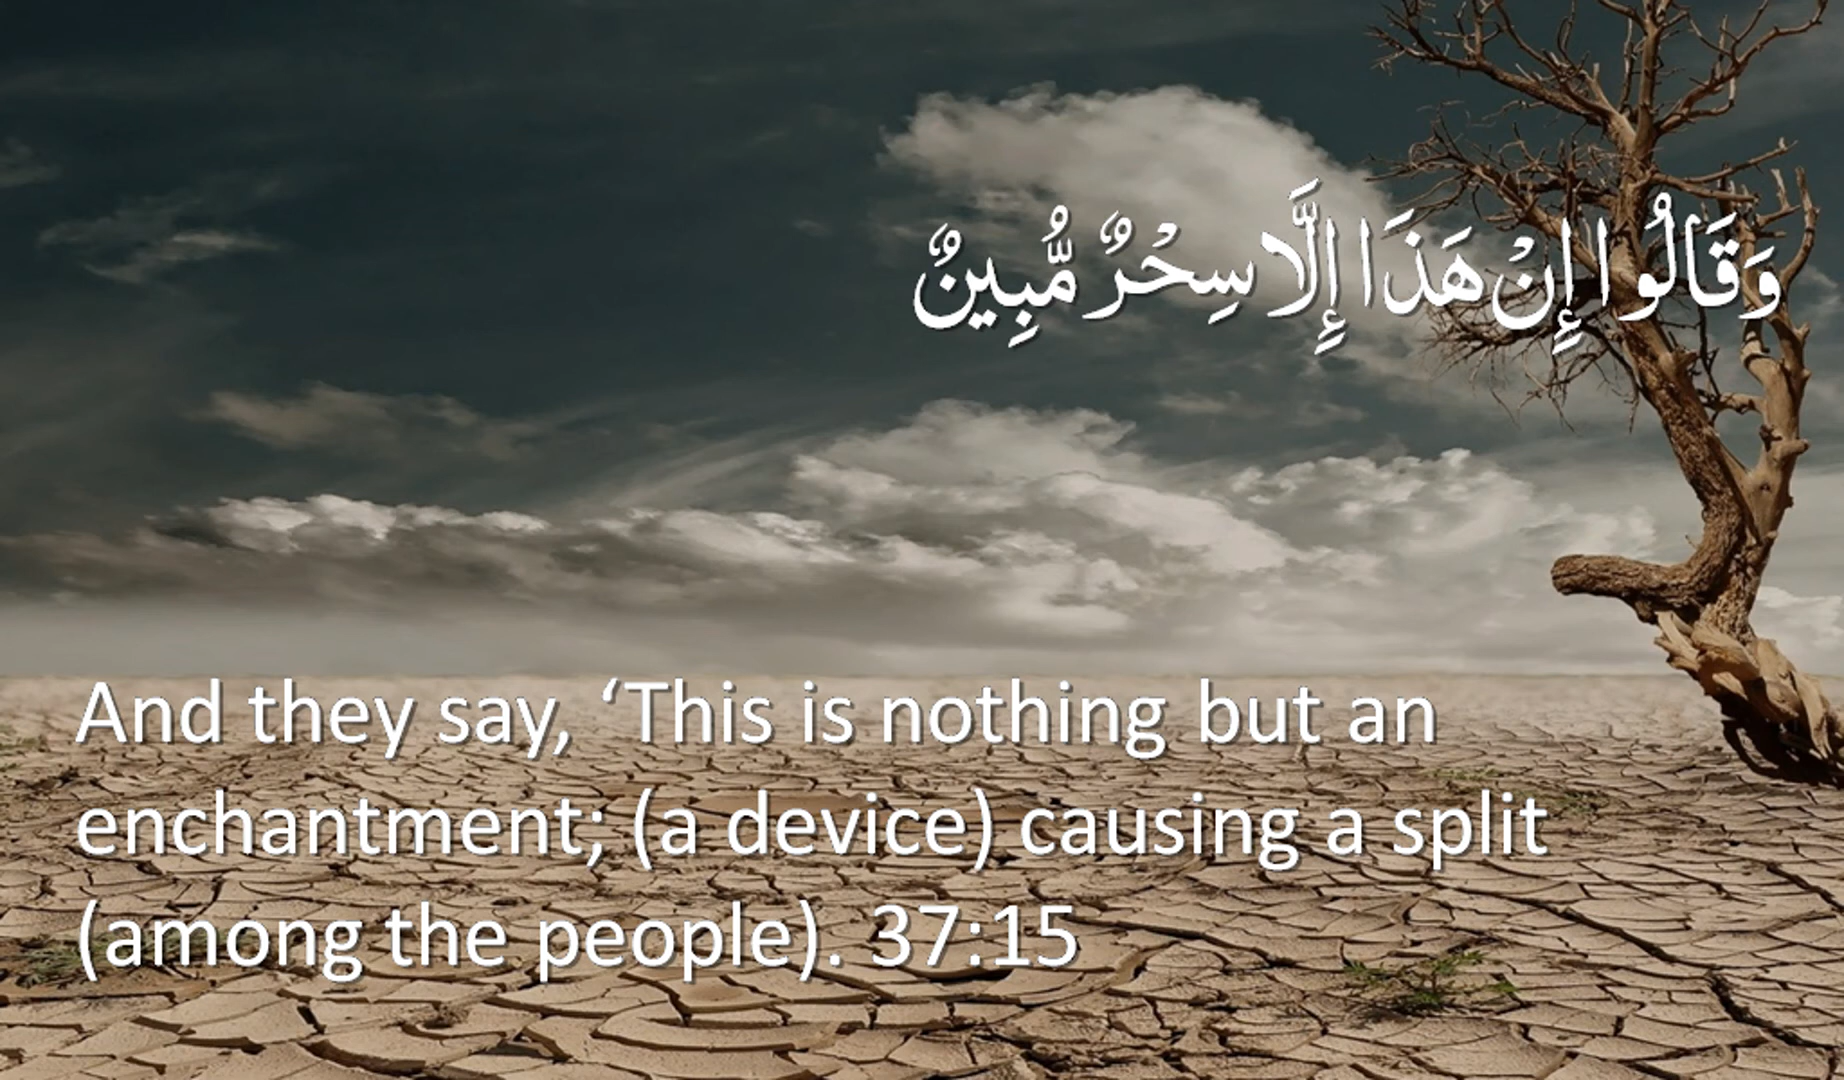 وَقَالُوا إِنْ هَذَا إِلَّا سِحْرٌ مُّبِينٌ
And they say, ‘This is nothing but an
enchantment; (a device) causing a split
(among the people). 37:15